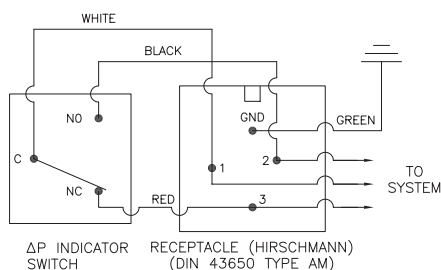 WHITE
BLACK
NO
GND
GREEN
C
1
2
NC
RED
3
TO
SYSTEM
ΔP INDICATOR
SWITCH
RECEPTACLE (HIRSCHMANN)
(DIN 43650 TYPE AM)